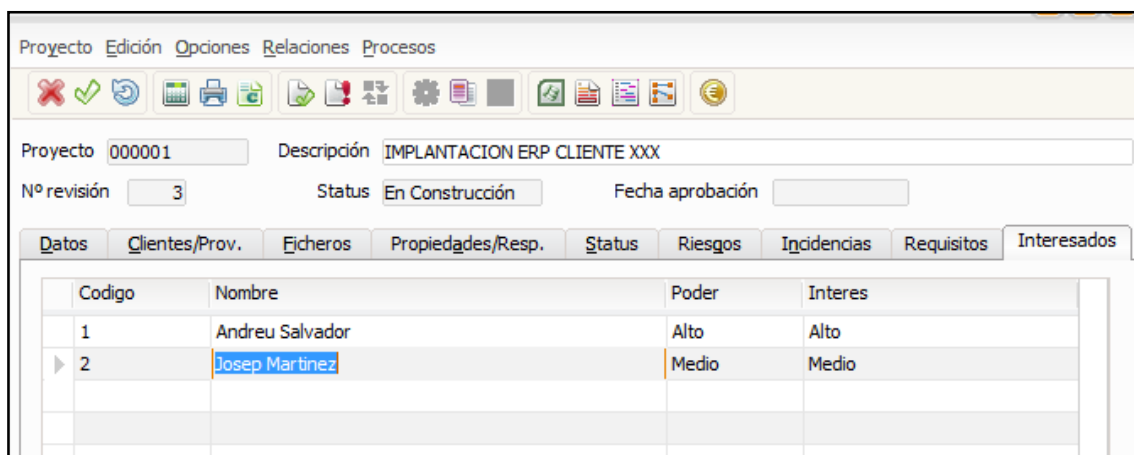 Proyecto Edición Opciones Relaciones Procesos
Proyecto 000001 Descripción IMPLANTACION ERP CLIENTE XXX
Nº revisión 3 Status En Construcción Fecha aprobación
Datos Clientes/Prov. Ficheros Propiedades/Resp. Status Riesgos Incidencias Requisitos Interesados
Codigo Nombre Poder Interes
1 Andreu Salvador Alto Alto
2 Josep Martinez Medio Medio